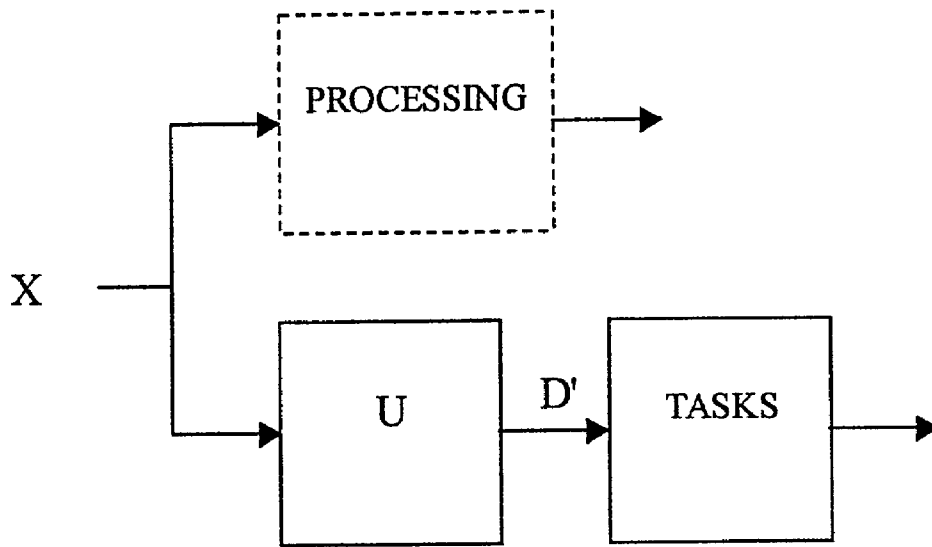 PROCESSING
X
U
D'
TASKS